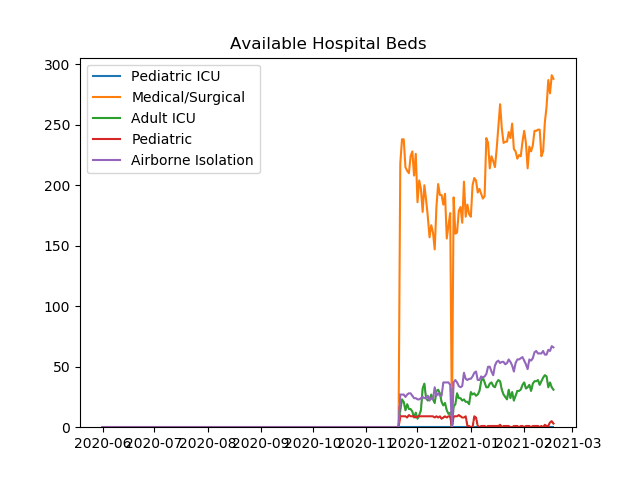 Available Hospital Beds
300
250
200
150
100
50
0
Pediatric ICU
Medical/Surgical
Adult ICU
Pediatric
Airborne Isolation
2020-06 2020-07 2020-08 2020-09 2020-10 2020-11 2020-12 2021-01 2021-02 2021-03